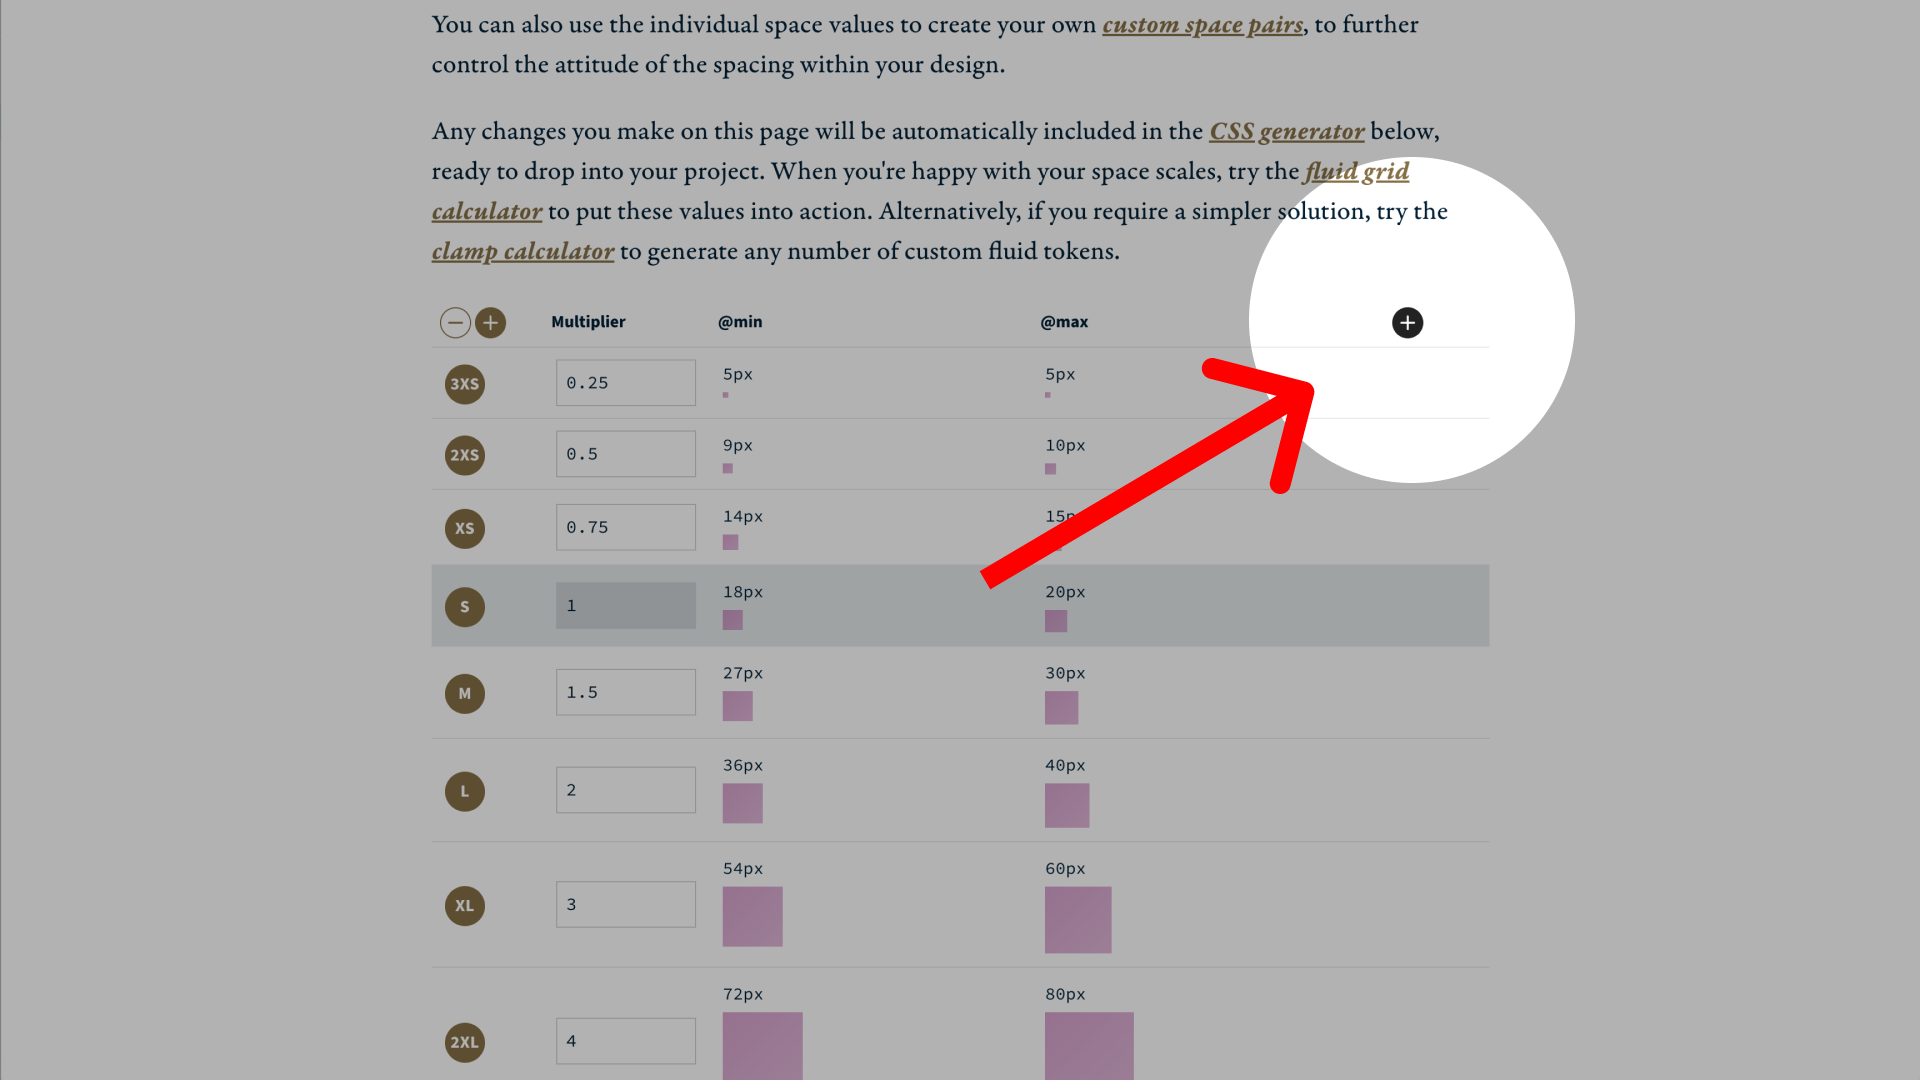 You can also use the individual space values to create your own custom space pairs, to further
control the attitude of the spacing within your design.
Any changes you make on this page will be automatically included in the CSS generator below,
ready to drop into your project. When you're happy with your space scales, try the fluid grid
calculator to put these values into action. Alternatively, if you require a simpler solution, try the
clamp calculator to generate any number of custom fluid tokens.
Multiplier @min @max
3XS 0.25 5px 5px
2XS 0.5 9px 10px
XS 0.75 14px
S 1 18px 20px
M 1.5 27px 30px
L 2 36px 40px
XL 3 54px 60px
2XL 4 72px 80px